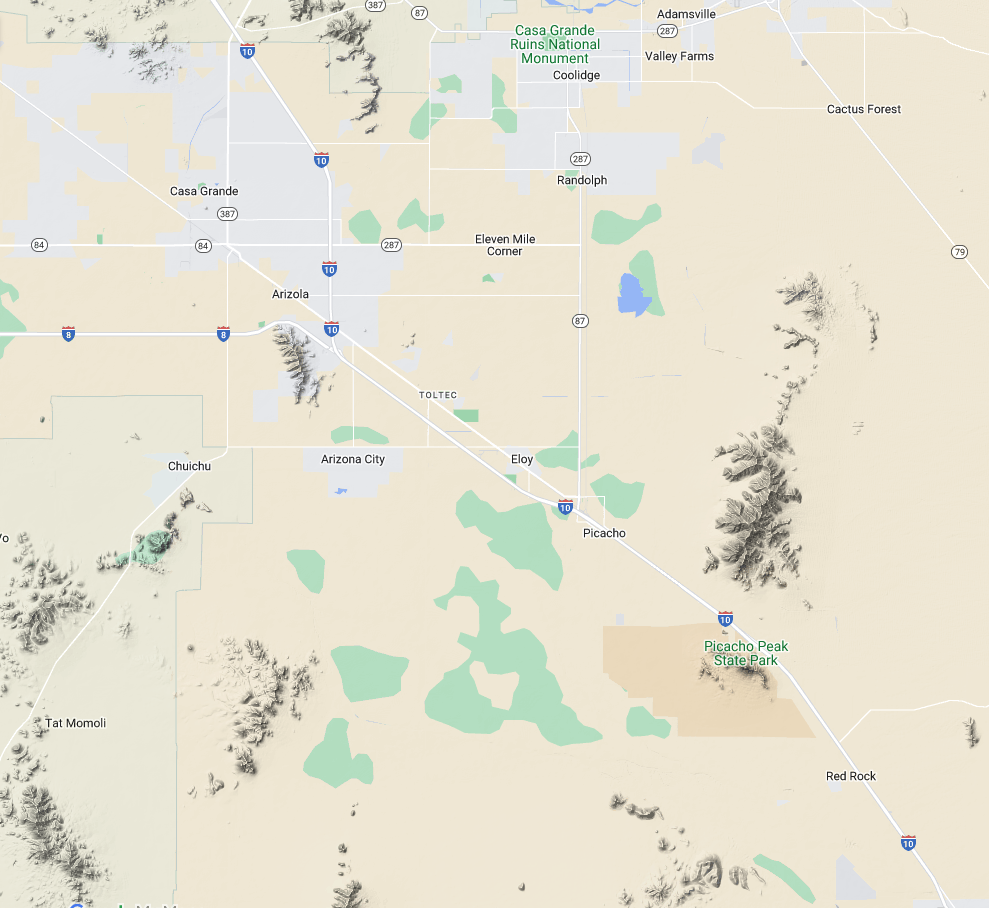 387
87
Adamsville
287
Casa Grande
Ruins National
Monument
10
Valley Farms
Coolidge
Cactus Forest
10
287
Randolph
Casa Grande
387
84
84
287
Eleven Mile
Corner
79
10
Arizola
87
8
8
10
TOLTEC
Arizona City
Eloy
Chuichu
10
Picacho
10
Picacho Peak
State Park
Tat Momoli
Red Rock
10